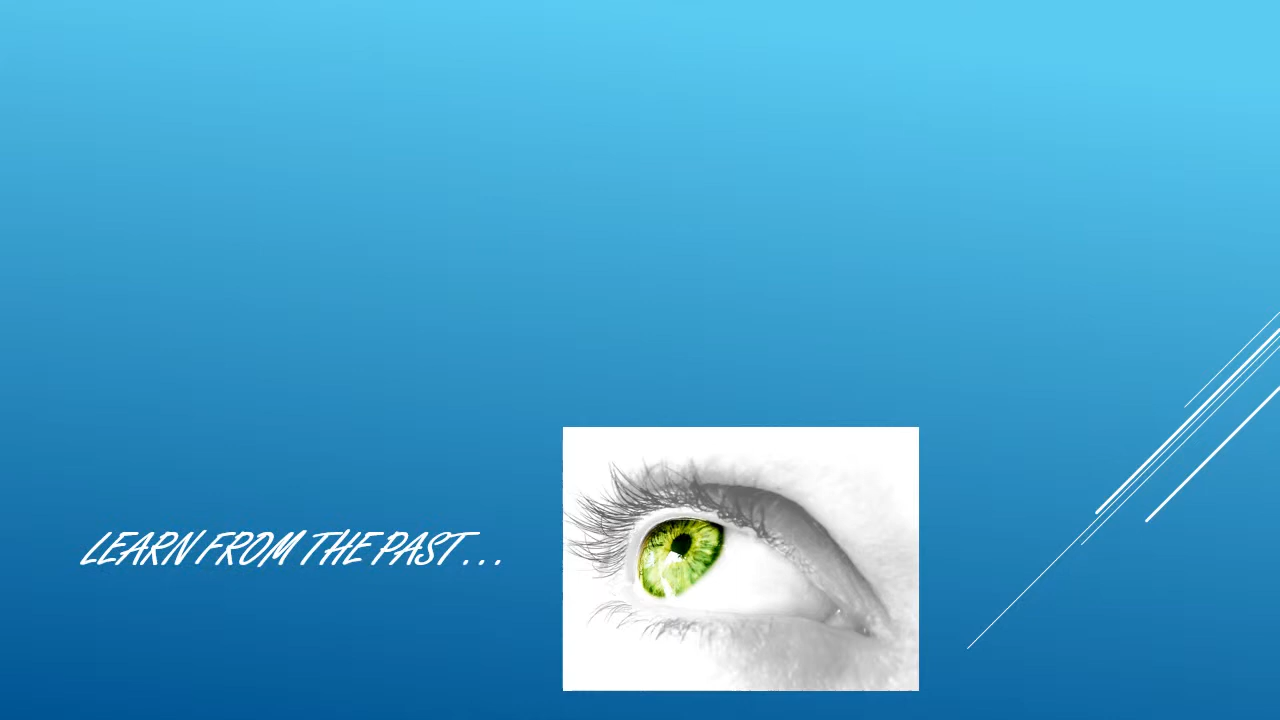 LEARN FROM THE PAST . . .